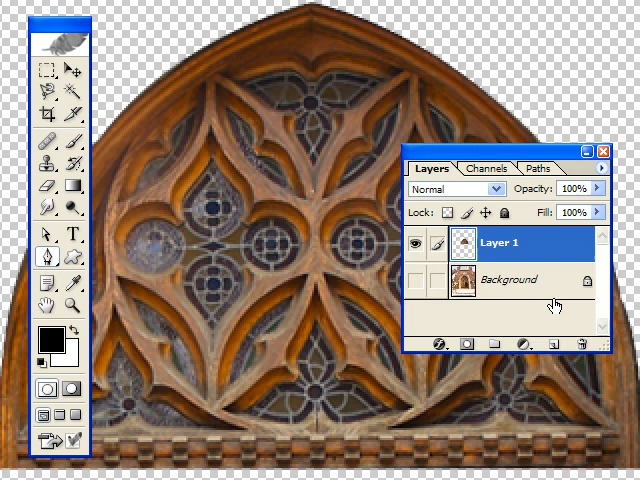 Layers Channels Paths
Normal Opacity: 100%
Lock: Fill: 100%
Layer 1
Background
T